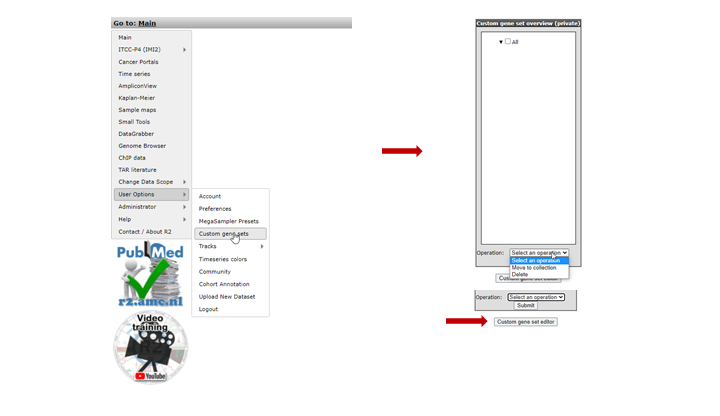 Go to: Main
Main
ITCC-P4 (IMI2)
Cancer Portals
Time series
AmpliconView
Kaplan-Meier
Sample maps
Small Tools
DataGrabber
Genome Browser
ChIP data
TAR literature
Change Data Scope
User Options
Administrator
Help
Contact / About R2
Account
Preferences
MegaSampler Presets
Custom gene sets
Tracks
Timeseries colors
Community
Cohort Annotation
Upload New Dataset
Logout
PubMed
r2.amc.nl
Video
training
YouTube
Custom gene set overview (private)
All
Operation: Select an operation
Select an operation
Move to collection
Delete
Custom gene set editor
Operation: Select an operation
Submit
Custom gene set editor